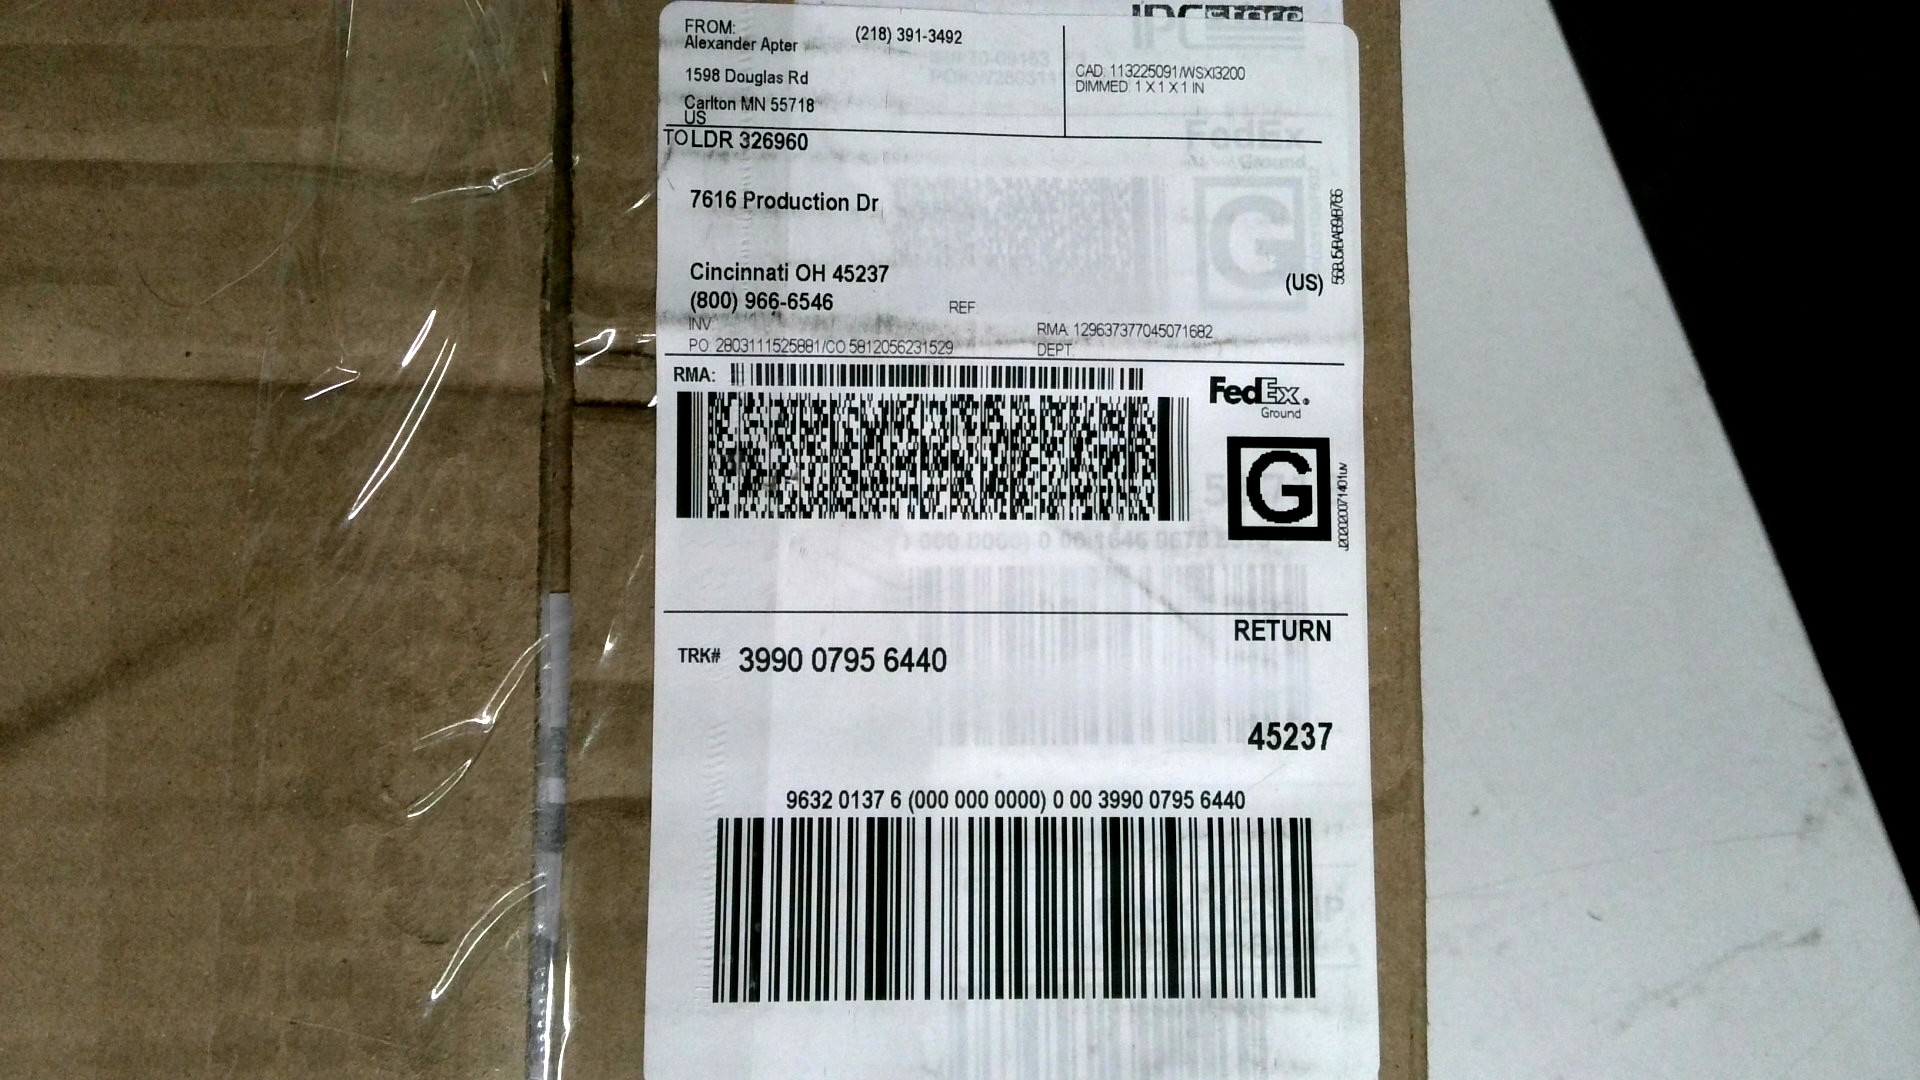 FROM:
Alexander Apter
(218) 391-3492
1598 Douglas Rd
Carlton MN 55718
US
CAD: 113225091/WSXI3200
DIMMED: 1 X 1 X 1 IN
TO LDR 326960
7616 Production Dr
Cincinnati OH 45237
(US)
(800) 966-6546
REF:
INV:
RMA: 129637377045071682
PO: 2803111525881/CO:5812056231529
DEPT:
RMA:
FedEx®
Ground
G
J202020071401uv
RETURN
TRK# 3990 0795 6440
45237
9632 0137 6 (000 000 0000) 0 00 3990 0795 6440